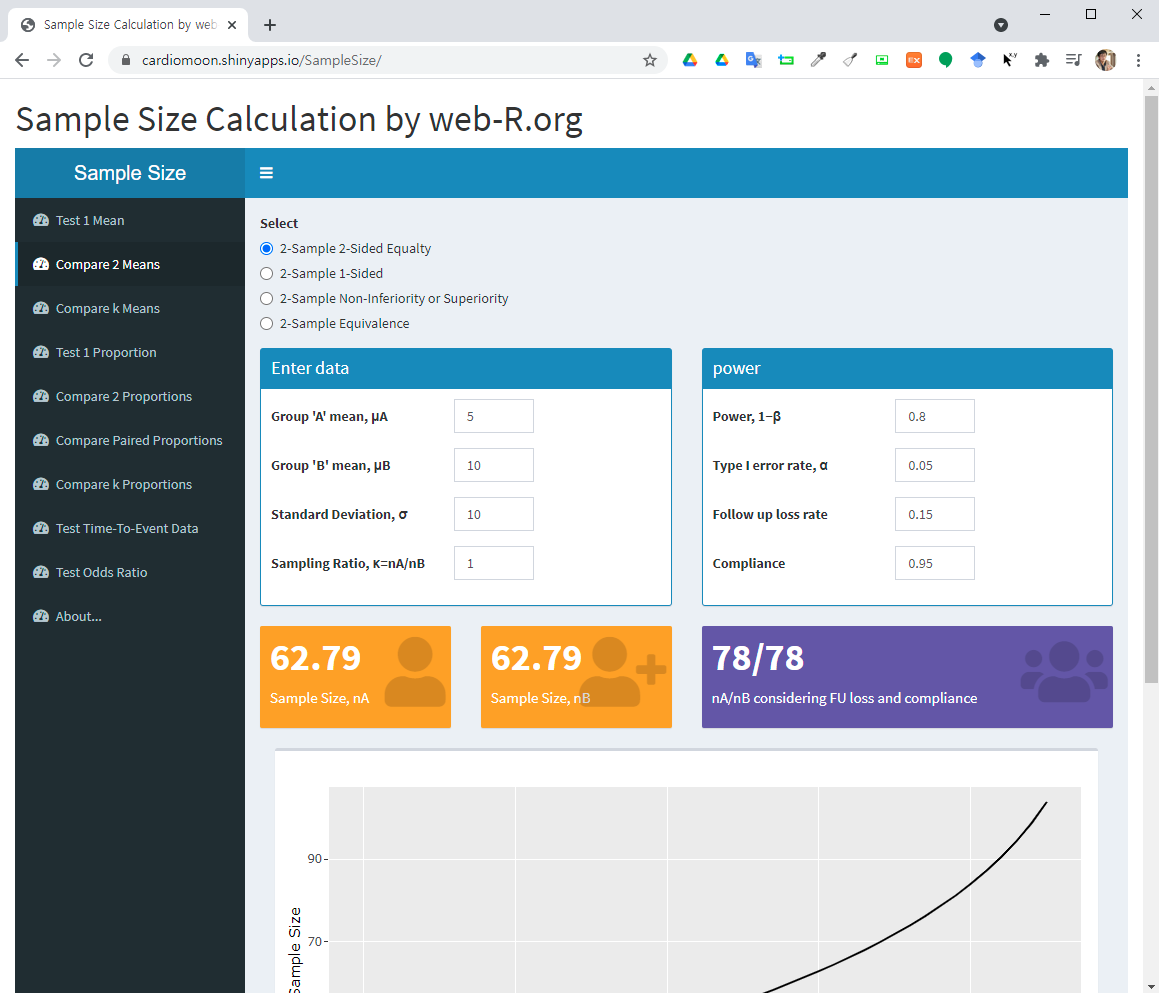 Sample Size Calculation by web
cardiomoon.shinyapps.io/SampleSize/
Sample Size Calculation by web-R.org
Sample Size
Test 1 Mean
Compare 2 Means
Compare k Means
Test 1 Proportion
Compare 2 Proportions
Compare Paired Proportions
Compare k Proportions
Test Time-To-Event Data
Test Odds Ratio
About...
Select
2-Sample 2-Sided Equalty
2-Sample 1-Sided
2-Sample Non-Inferiority or Superiority
2-Sample Equivalence
Enter data
Group 'A' mean, μA 5
Group 'B' mean, μB 10
Standard Deviation, σ 10
Sampling Ratio, κ=nA/nB 1
power
Power, 1−β 0.8
Type I error rate, α 0.05
Follow up loss rate 0.15
Compliance 0.95
62.79
Sample Size, nA
62.79
Sample Size, nB
78/78
nA/nB considering FU loss and compliance
90
70
Sample Size